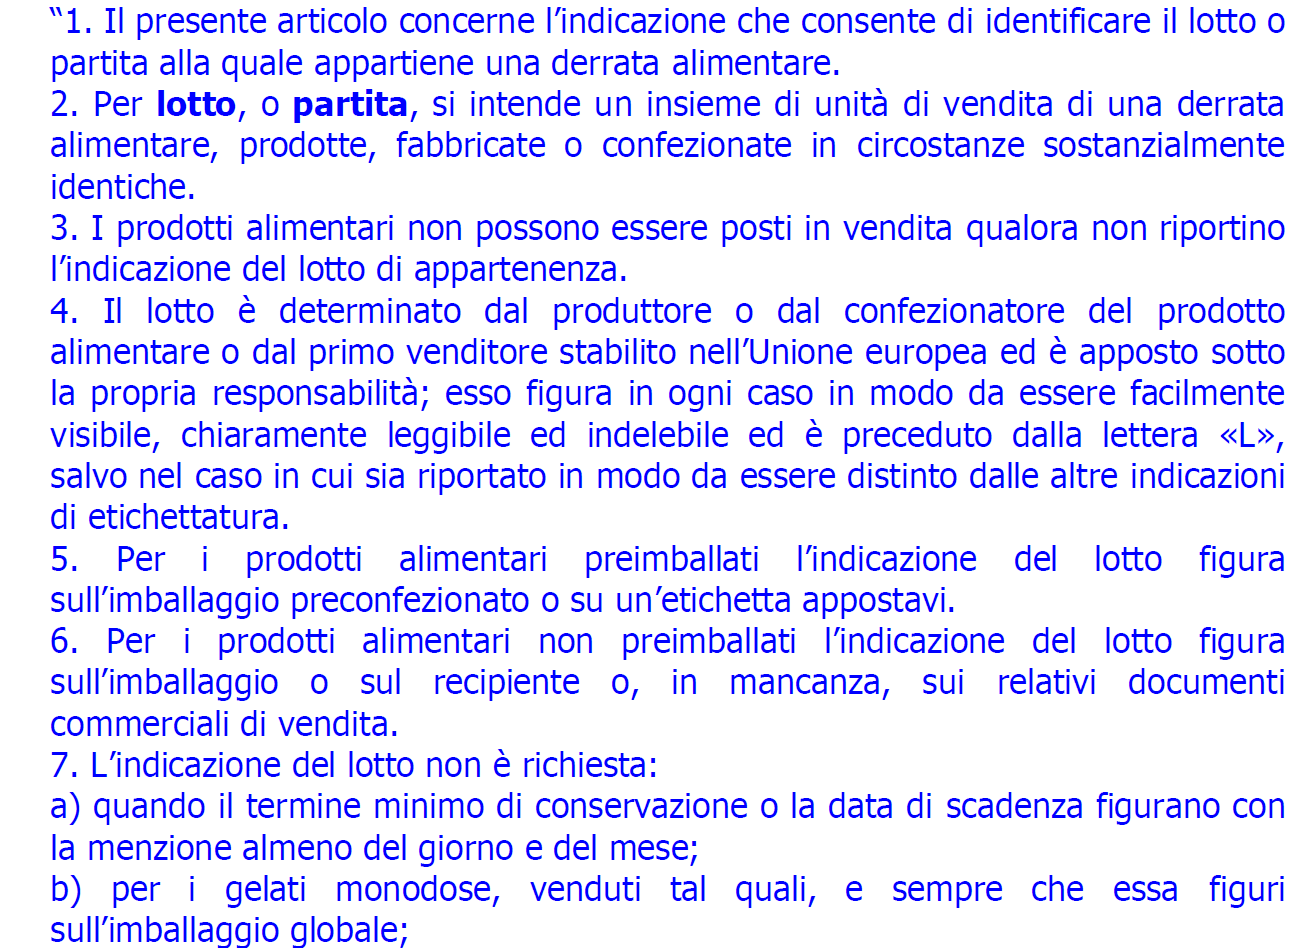 “1. Il presente articolo concerne l’indicazione che consente di identificare il lotto o
partita alla quale appartiene una derrata alimentare.
2. Per lotto, o partita, si intende un insieme di unità di vendita di una derrata
alimentare, prodotte, fabbricate o confezionate in circostanze sostanzialmente
identiche.
3. I prodotti alimentari non possono essere posti in vendita qualora non riportino
l’indicazione del lotto di appartenenza.
4. Il lotto è determinato dal produttore o dal confezionatore del prodotto
alimentare o dal primo venditore stabilito nell’Unione europea ed è apposto sotto
la propria responsabilità; esso figura in ogni caso in modo da essere facilmente
visibile, chiaramente leggibile ed indelebile ed è preceduto dalla lettera «L»,
salvo nel caso in cui sia riportato in modo da essere distinto dalle altre indicazioni
di etichettatura.
5. Per i prodotti alimentari preimballati l’indicazione del lotto figura
sull’imballaggio preconfezionato o su un’etichetta appostavi.
6. Per i prodotti alimentari non preimballati l’indicazione del lotto figura
sull’imballaggio o sul recipiente o, in mancanza, sui relativi documenti
commerciali di vendita.
7. L’indicazione del lotto non è richiesta:
a) quando il termine minimo di conservazione o la data di scadenza figurano con
la menzione almeno del giorno e del mese;
b) per i gelati monodose, venduti tal quali, e sempre che essa figuri
sull’imballaggio globale;